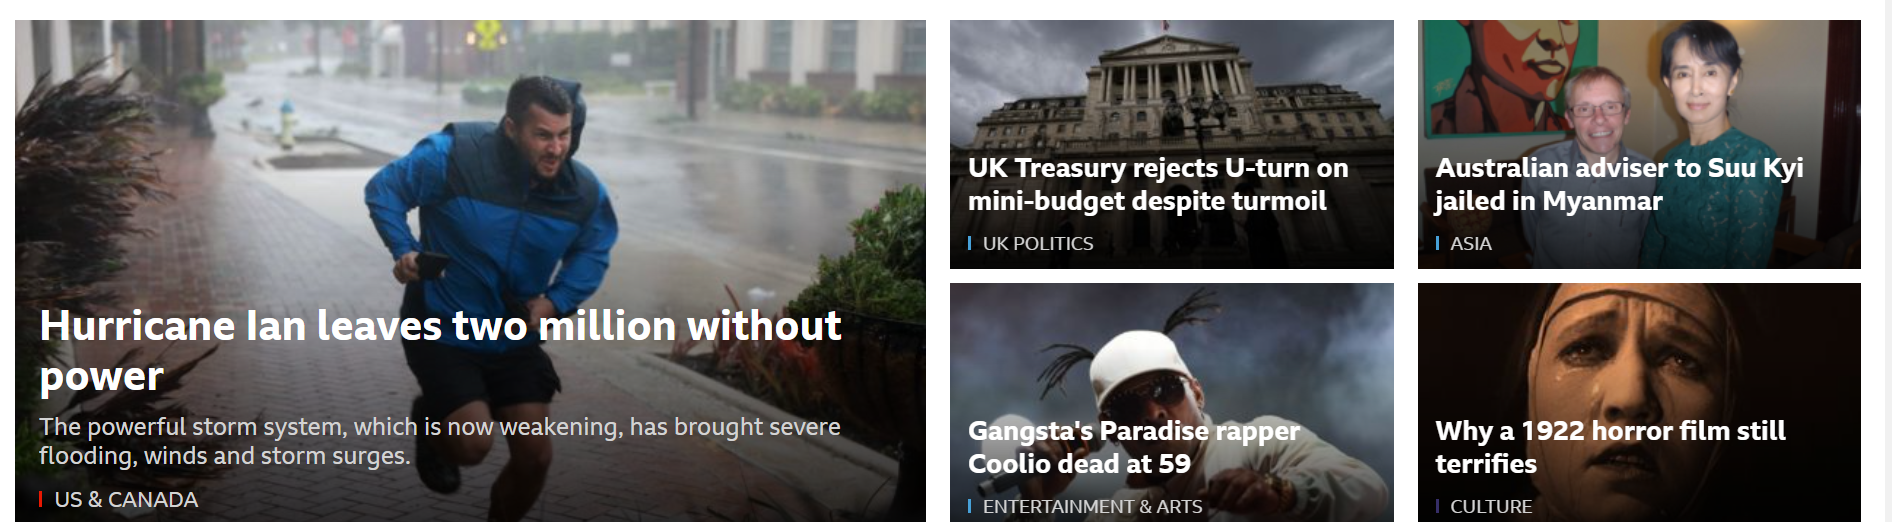 Hurricane Ian leaves two million without
power
The powerful storm system, which is now weakening, has brought severe
flooding, winds and storm surges.
US & CANADA
UK Treasury rejects U-turn on
mini-budget despite turmoil
UK POLITICS
Australian adviser to Suu Kyi
jailed in Myanmar
ASIA
Gangsta's Paradise rapper
Coolio dead at 59
ENTERTAINMENT & ARTS
Why a 1922 horror film still
terrifies
CULTURE